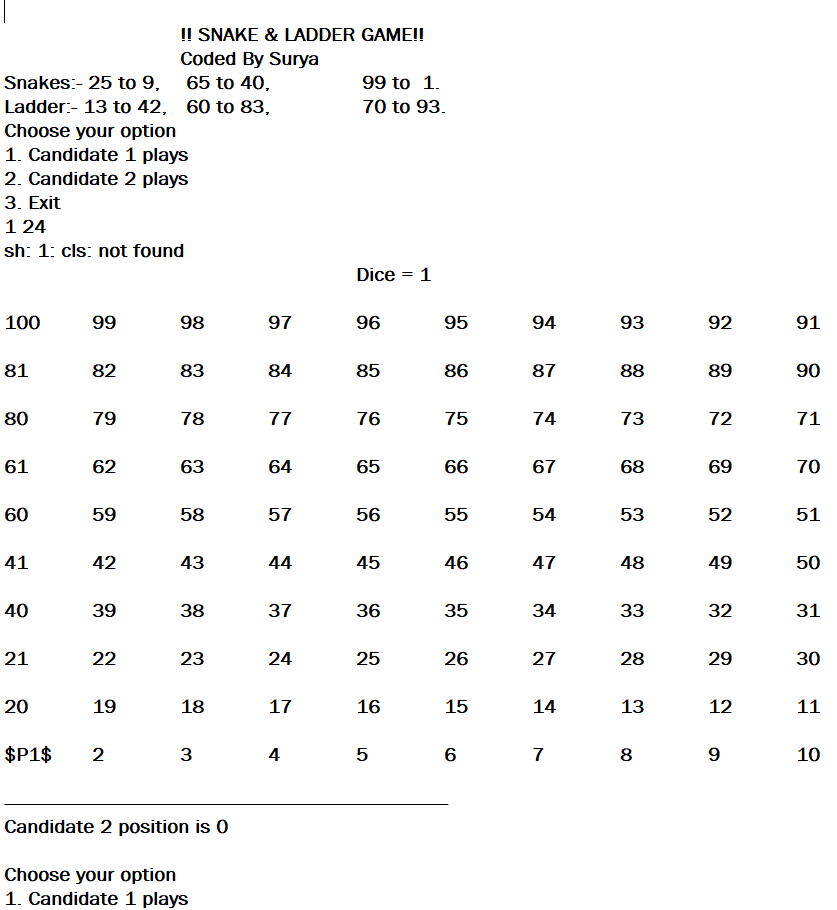 !! SNAKE & LADDER GAME!!
Coded By Surya
Snakes:- 25 to 9, 65 to 40, 99 to 1.
Ladder:- 13 to 42, 60 to 83, 70 to 93.
Choose your option
1. Candidate 1 plays
2. Candidate 2 plays
3. Exit
1 24
sh: 1: cls: not found
Dice = 1
100 99 98 97 96 95 94 93 92 91
81 82 83 84 85 86 87 88 89 90
80 79 78 77 76 75 74 73 72 71
61 62 63 64 65 66 67 68 69 70
60 59 58 57 56 55 54 53 52 51
41 42 43 44 45 46 47 48 49 50
40 39 38 37 36 35 34 33 32 31
21 22 23 24 25 26 27 28 29 30
20 19 18 17 16 15 14 13 12 11
$P1$ 2 3 4 5 6 7 8 9 10
Candidate 2 position is 0
Choose your option
1. Candidate 1 plays